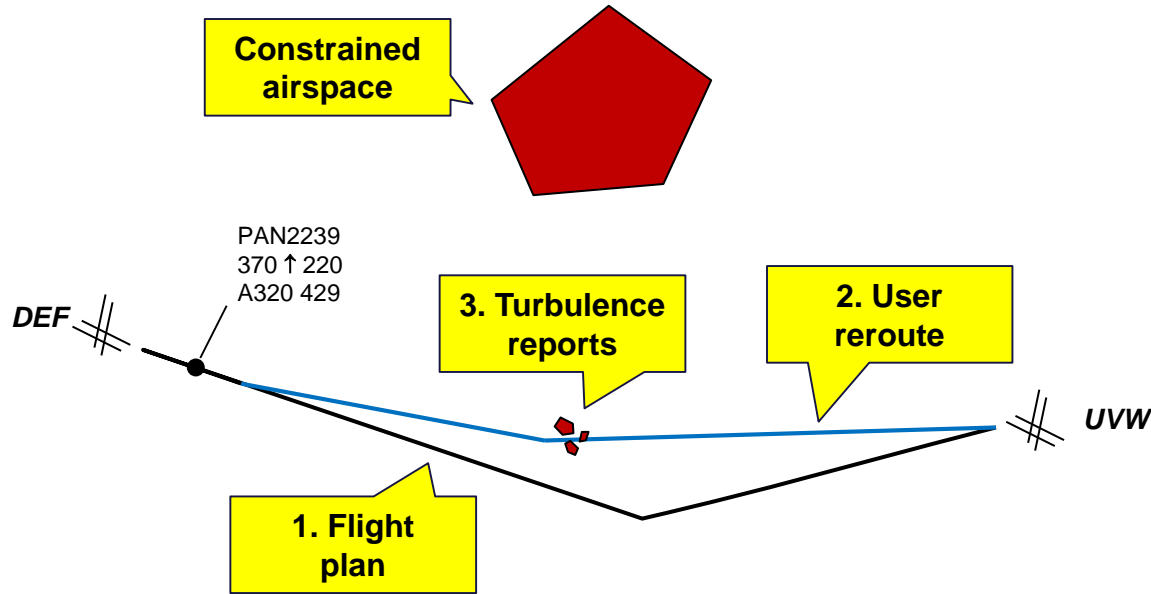 Constrained
airspace
PAN2239
370 ↑ 220
A320 429
DEF
3. Turbulence
reports
2. User
reroute
UVW
1. Flight
plan